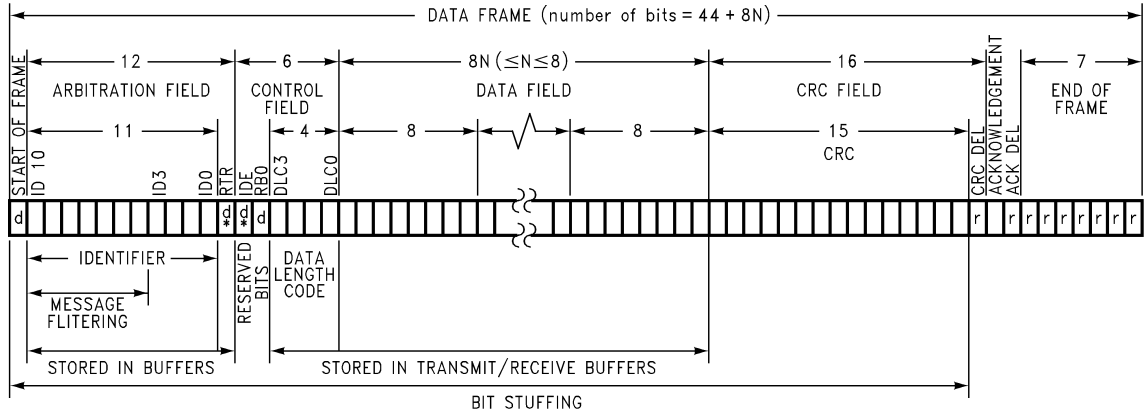 DATA FRAME (number of bits = 44 + 8N)
12
6
8N (≤N≤8)
16
7
ARBITRATION FIELD
CONTROL
FIELD
DATA FIELD
CRC FIELD
END OF
FRAME
11
4
8
8
15
CRC
START OF FRAME
ID 10
ID3
ID0
RTR
IDE
RB0
DLC3
DLC0
CRC DEL
ACKNOWLEDGEMENT
ACK DEL
d d* d* d r r r r r r r r r
IDENTIFIER
RESERVED
BITS
DATA
LENGTH
CODE
MESSAGE
FLITERING
STORED IN BUFFERS
STORED IN TRANSMIT/RECEIVE BUFFERS
BIT STUFFING